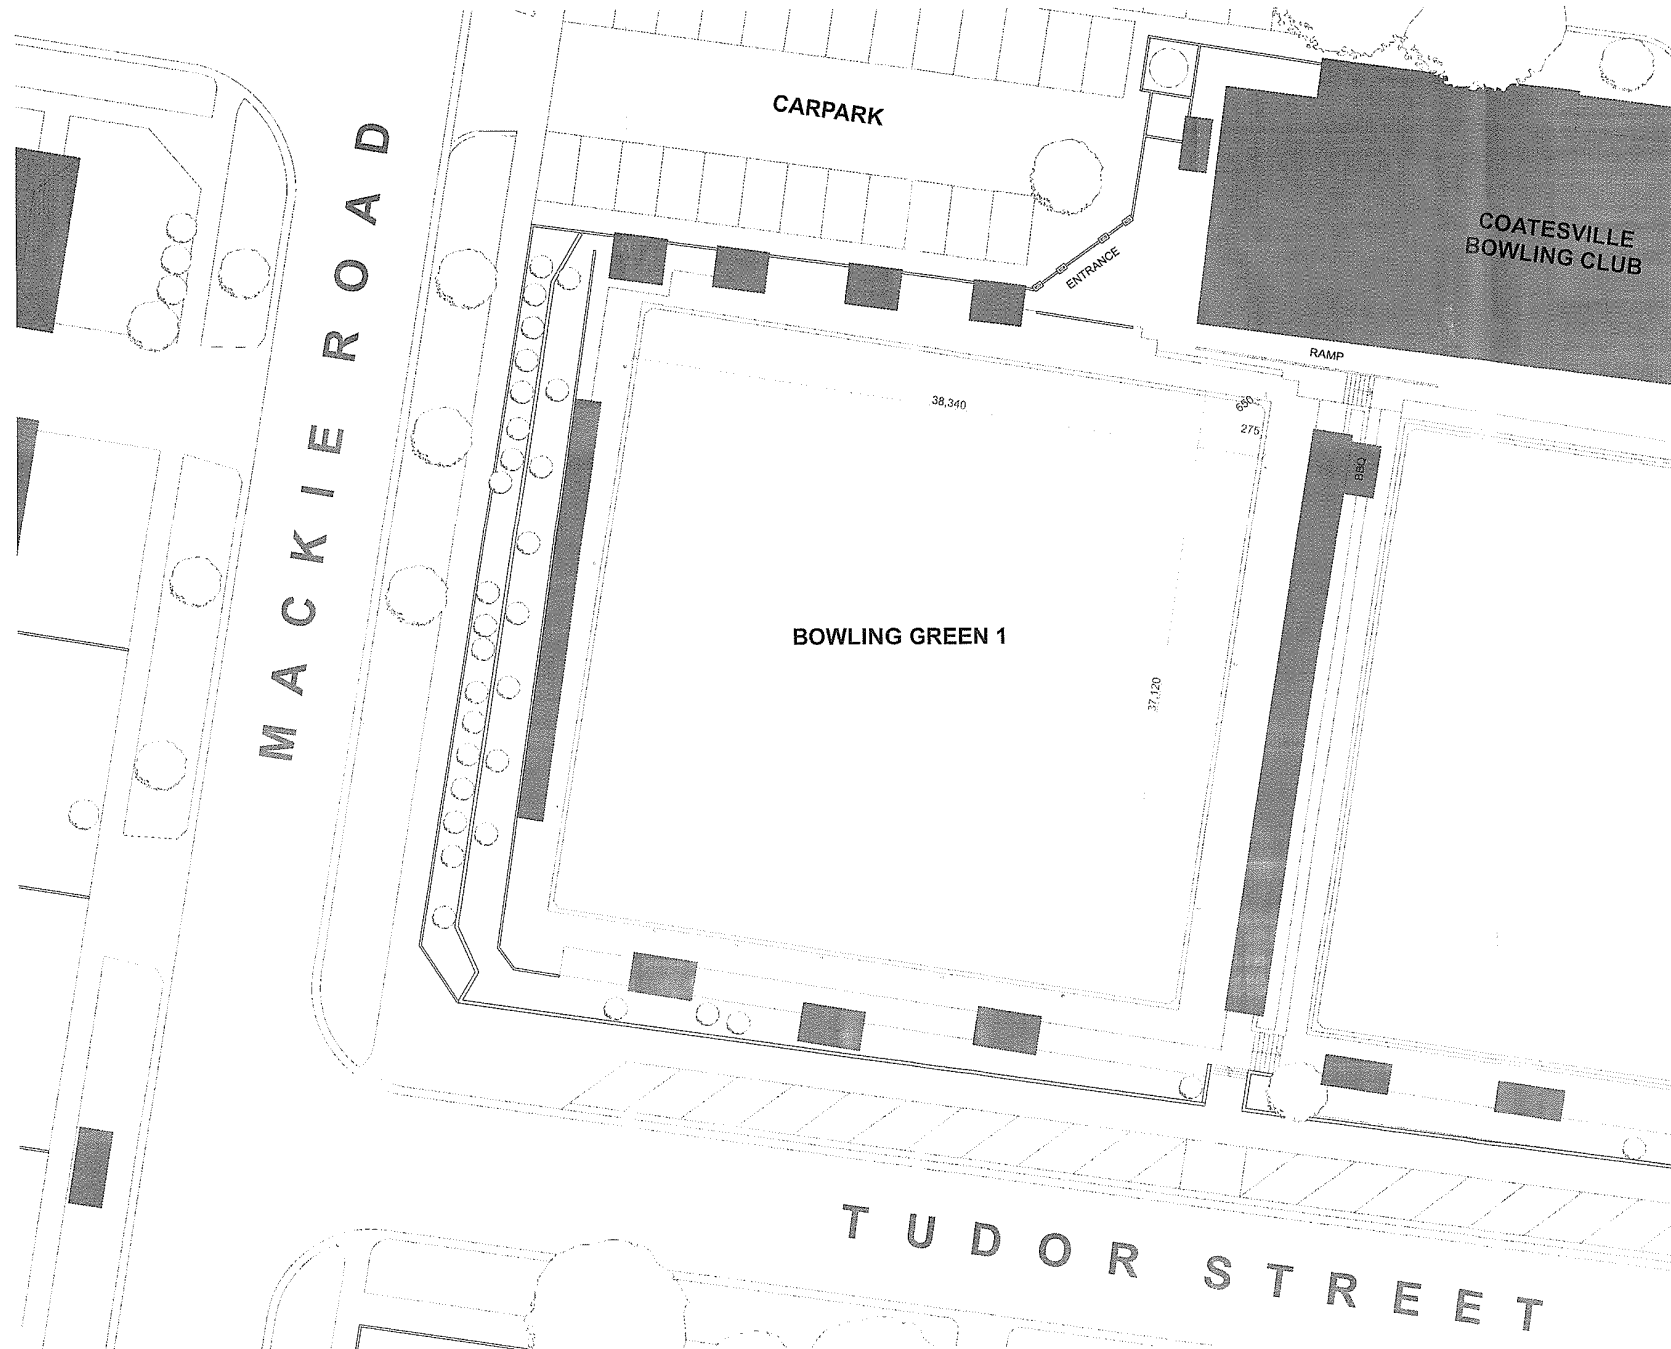 CARPARK
COATESVILLE
BOWLING CLUB
ENTRANCE
RAMP
38,340
650
275
BBQ
MACKIE ROAD
BOWLING GREEN 1
37,120
TUDOR STREET